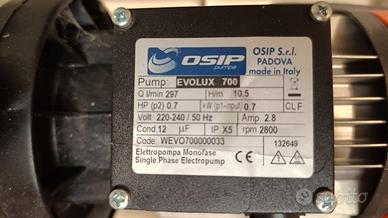 OSIP
pumps
OSIP S.r.l.
PADOVA
made in Italy
Pump: EVOLUX 700
Q l/min 297 H/m 10.5
HP (p2) 0.7 kW (p1-input) 0.7 CL F
Volt 220-240 / 50 Hz Amp 2.8
Cond. 12 µF IP X5 rpm 2800
Code: WEVO700000033 132649
Elettropompa Monofase
Single Phase Electropump
subito